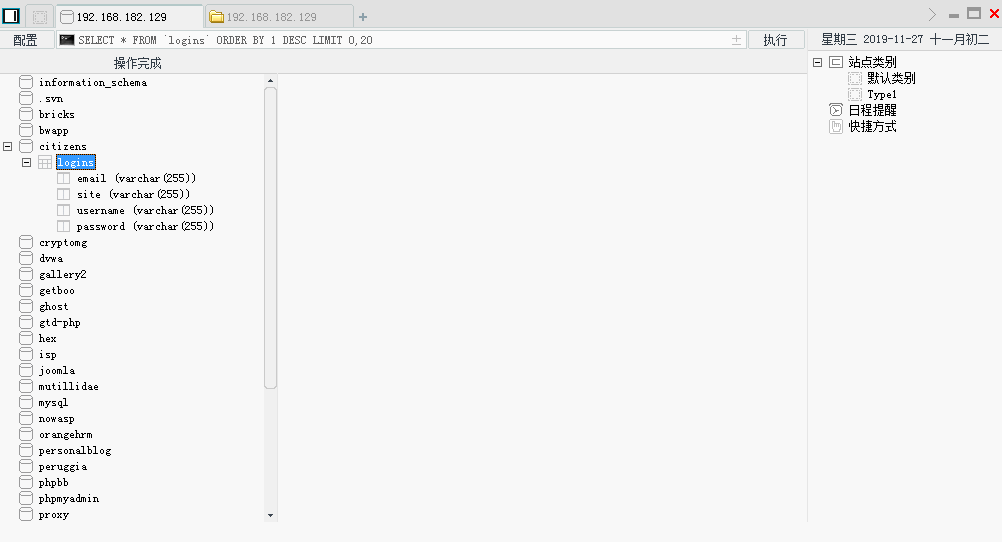 192.168.182.129 192.168.182.129
配置 SELECT * FROM `logins` ORDER BY 1 DESC LIMIT 0,20 执行 星期三 2019-11-27 十一月初二
操作完成
information_schema
.svn
bricks
bwapp
citizens
logins
email (varchar(255))
site (varchar(255))
username (varchar(255))
password (varchar(255))
cryptomg
dvwa
gallery2
getboo
ghost
gtd-php
hex
isp
joomla
mutillidae
mysql
nowasp
orangehrm
personalblog
peruggia
phpbb
phpmyadmin
proxy
站点类别
默认类别
Type1
日程提醒
快捷方式